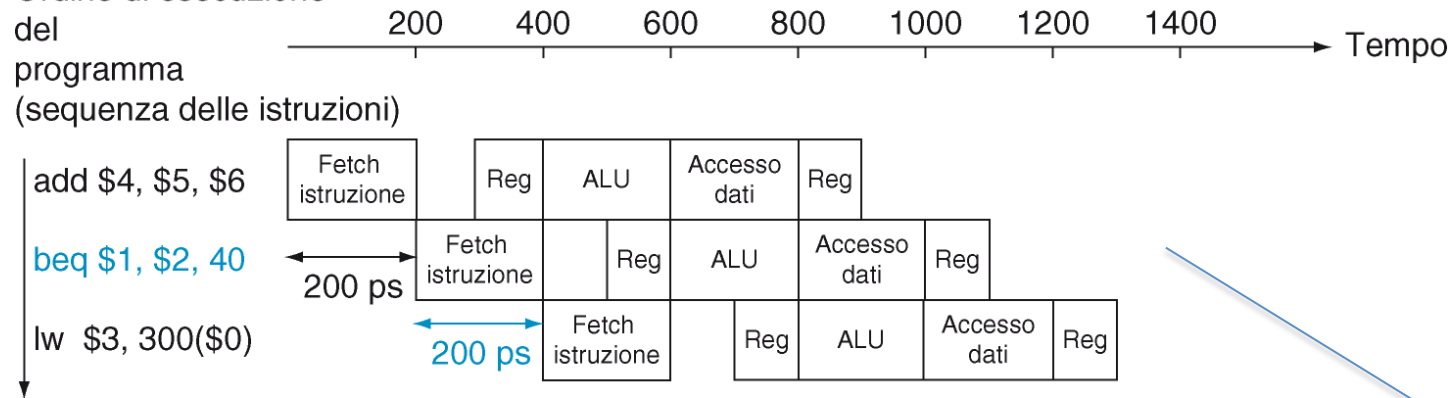 del
programma
(sequenza delle istruzioni)
200 400 600 800 1000 1200 1400
Tempo
add $4, $5, $6
Fetch
istruzione
Reg
ALU
Accesso
dati
Reg
beq $1, $2, 40
200 ps
Fetch
istruzione
Reg
ALU
Accesso
dati
Reg
lw $3, 300($0)
200 ps
Fetch
istruzione
Reg
ALU
Accesso
dati
Reg